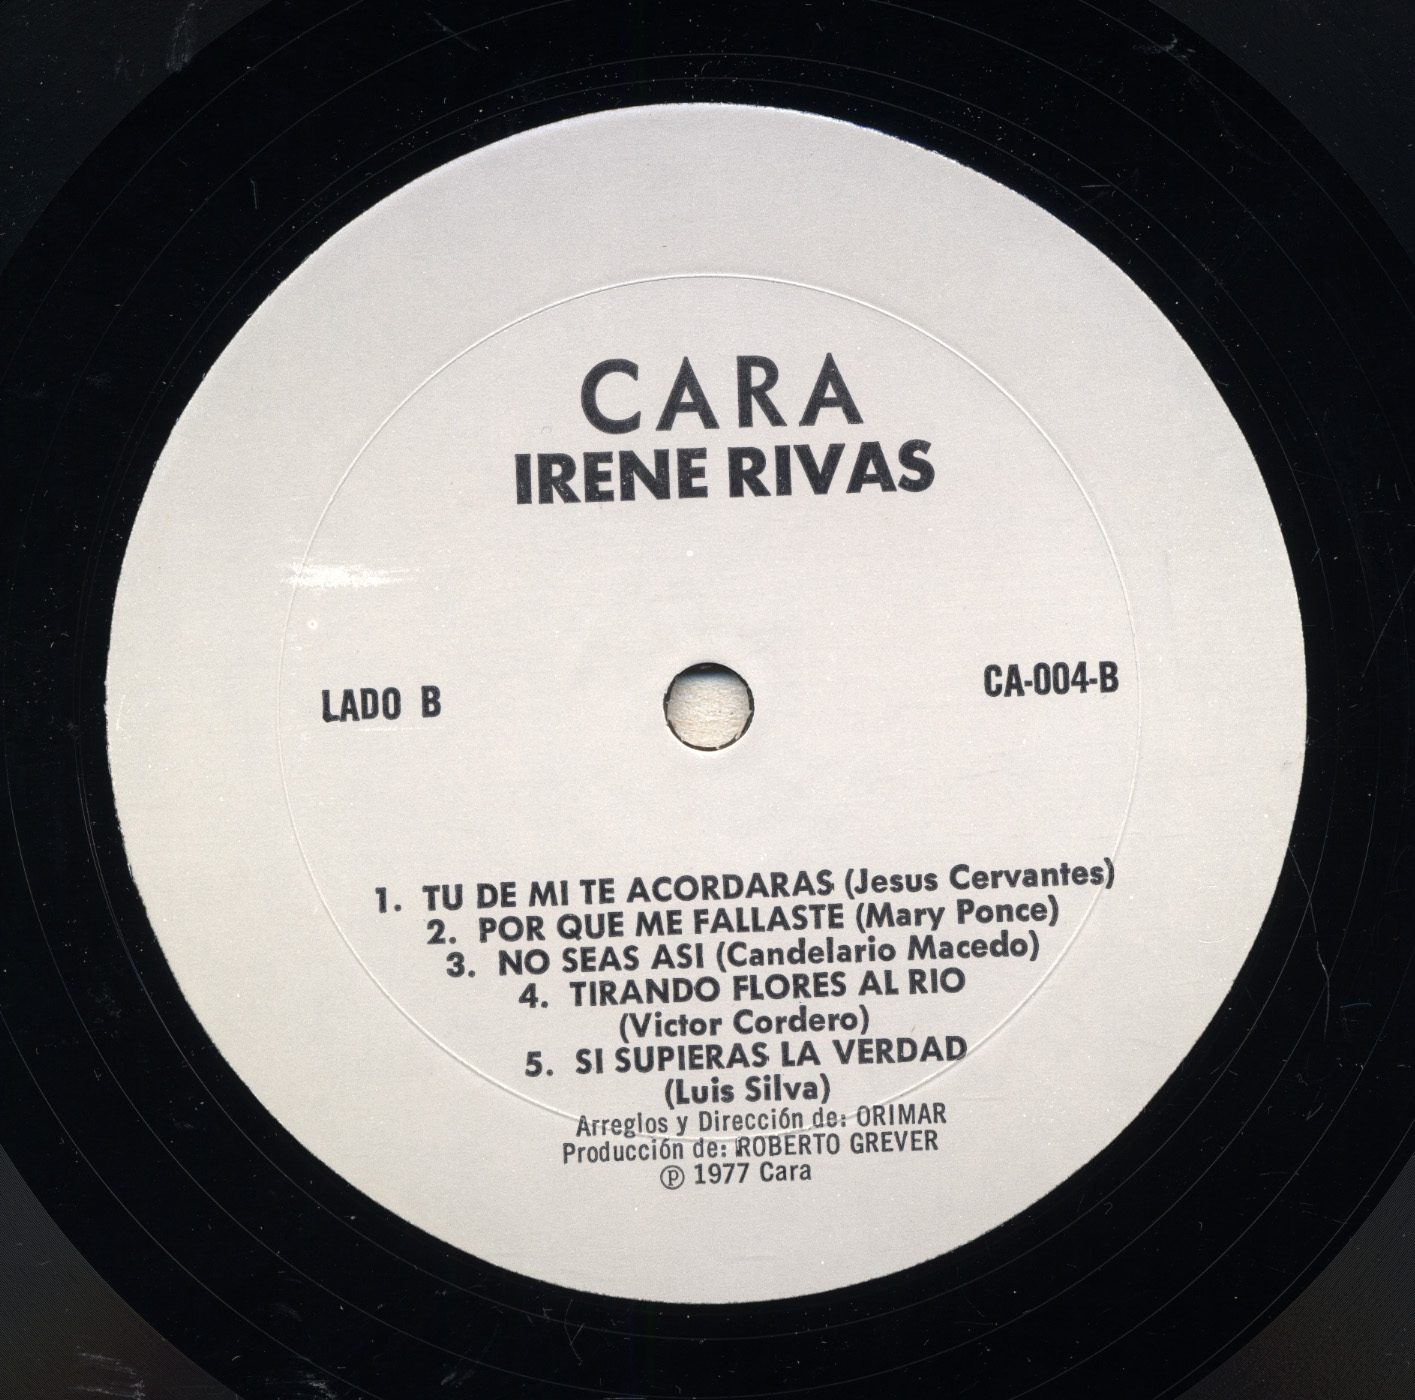 CARA
IRENE RIVAS
LADO B
CA-004-B
1. TU DE MI TE ACORDARAS (Jesus Cervantes)
2. POR QUE ME FALLASTE (Mary Ponce)
3. NO SEAS ASI (Candelario Macedo)
4. TIRANDO FLORES AL RIO
(Victor Cordero)
5. SI SUPIERAS LA VERDAD
(Luis Silva)
Arreglos y Dirección de: ORIMAR
Producción de: ROBERTO GREVER
℗ 1977 Cara